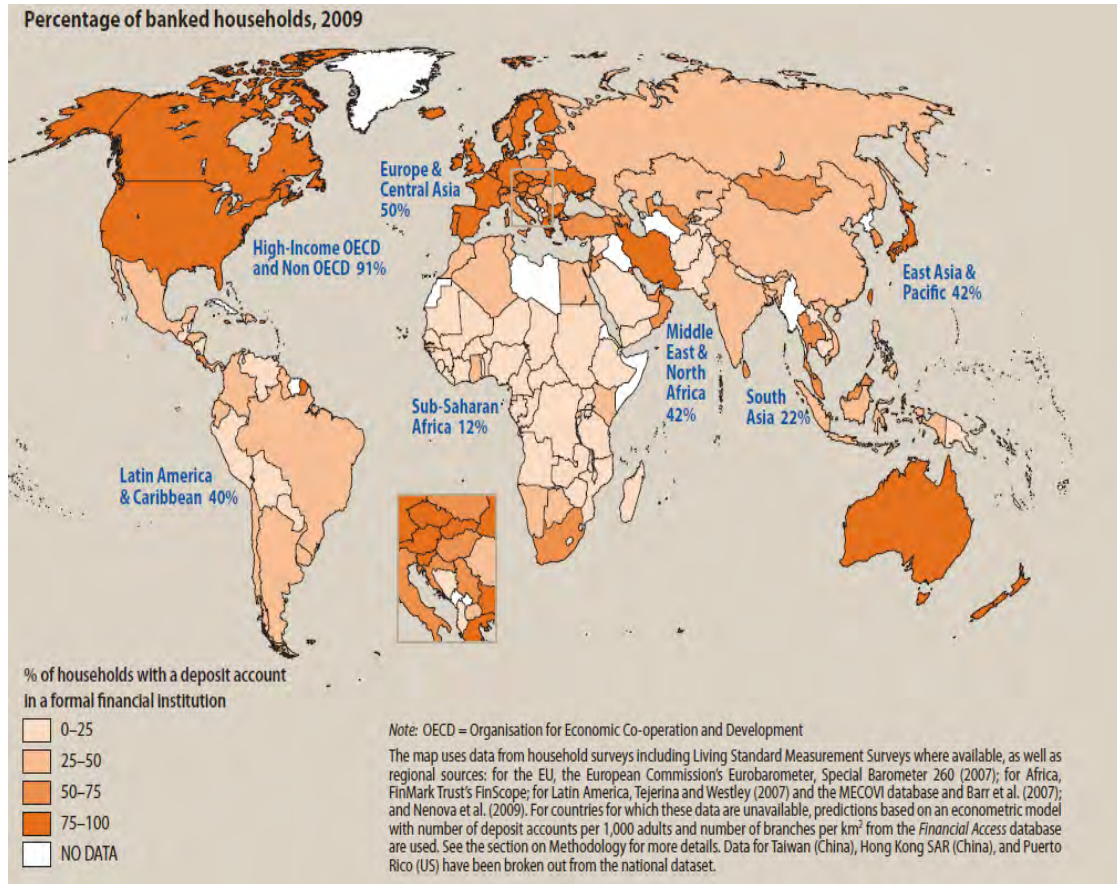 Percentage of banked households, 2009
Europe &
Central Asia
50%
High-Income OECD
and Non OECD 91%
East Asia &
Pacific 42%
Middle
East &
North
Africa
42%
South
Asia 22%
Sub-Saharan
Africa 12%
Latin America
& Caribbean 40%
% of households with a deposit account
in a formal financial institution
0–25
25–50
50–75
75–100
NO DATA
Note: OECD = Organisation for Economic Co-operation and Development
The map uses data from household surveys including Living Standard Measurement Surveys where available, as well as
regional sources: for the EU, the European Commission's Eurobarometer, Special Barometer 260 (2007); for Africa,
FinMark Trust's FinScope; for Latin America, Tejerina and Westley (2007) and the MECOVI database and Barr et al. (2007);
and Nenova et al. (2009). For countries for which these data are unavailable, predictions based on an econometric model
with number of deposit accounts per 1,000 adults and number of branches per km² from the Financial Access database
are used. See the section on Methodology for more details. Data for Taiwan (China), Hong Kong SAR (China), and Puerto
Rico (US) have been broken out from the national dataset.